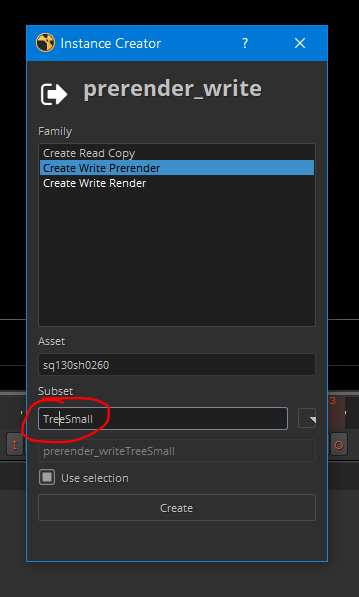 Instance Creator ?
prerender_write
Family
Create Read Copy
Create Write Prerender
Create Write Render
Asset
sq130sh0260
Subset
3
TreeSmall
I
O
prerender_writeTreeSmall
Use selection
Create